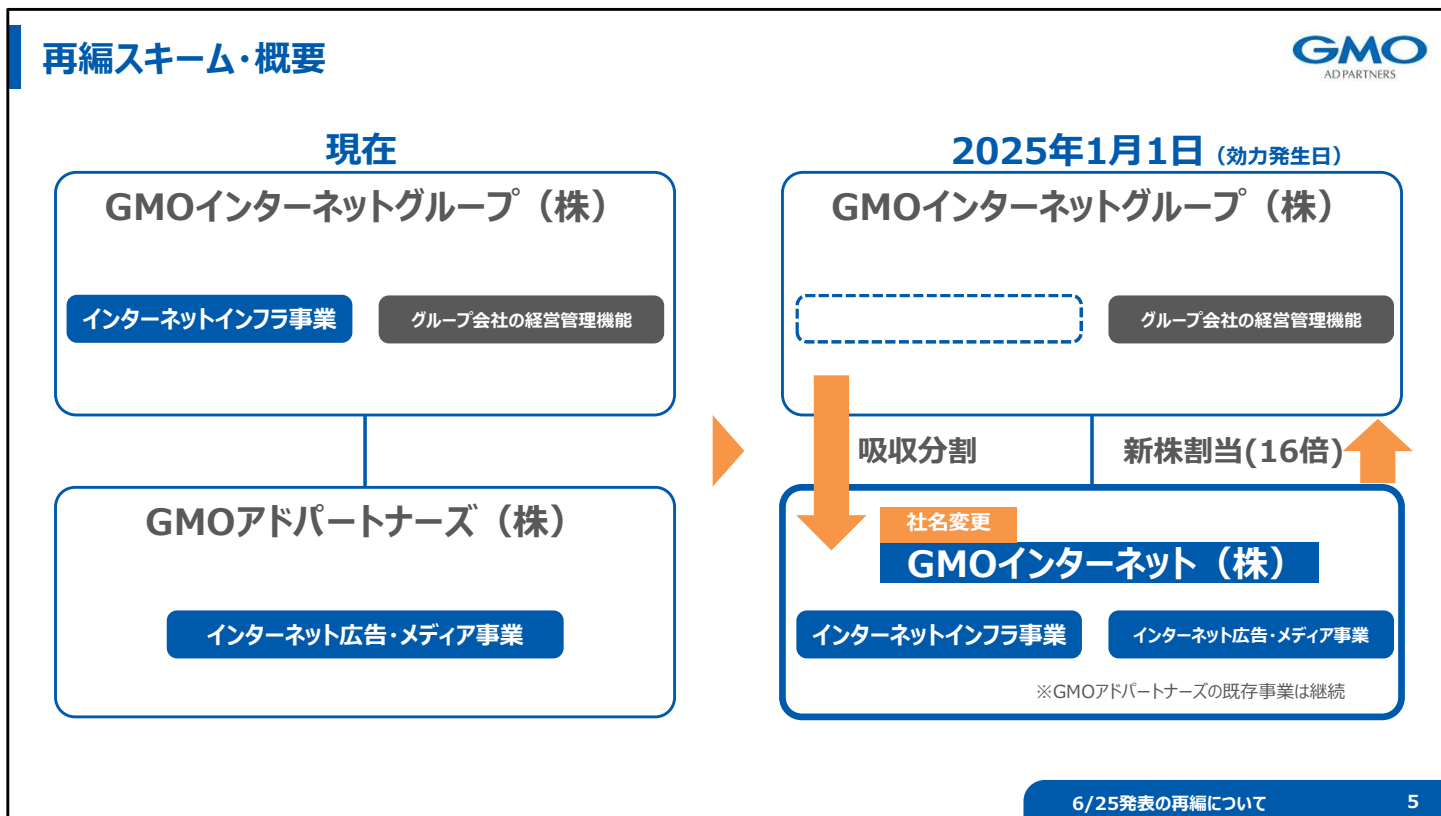 再編スキーム・概要
GMO
AD PARTNERS
現在
GMOインターネットグループ（株）
インターネットインフラ事業
グループ会社の経営管理機能
GMOアドパートナーズ（株）
インターネット広告・メディア事業
2025年1月1日（効力発生日）
GMOインターネットグループ（株）
グループ会社の経営管理機能
吸収分割
新株割当(16倍)
社名変更
GMOインターネット（株）
インターネットインフラ事業
インターネット広告・メディア事業
※GMOアドパートナーズの既存事業は継続
6/25発表の再編について
5